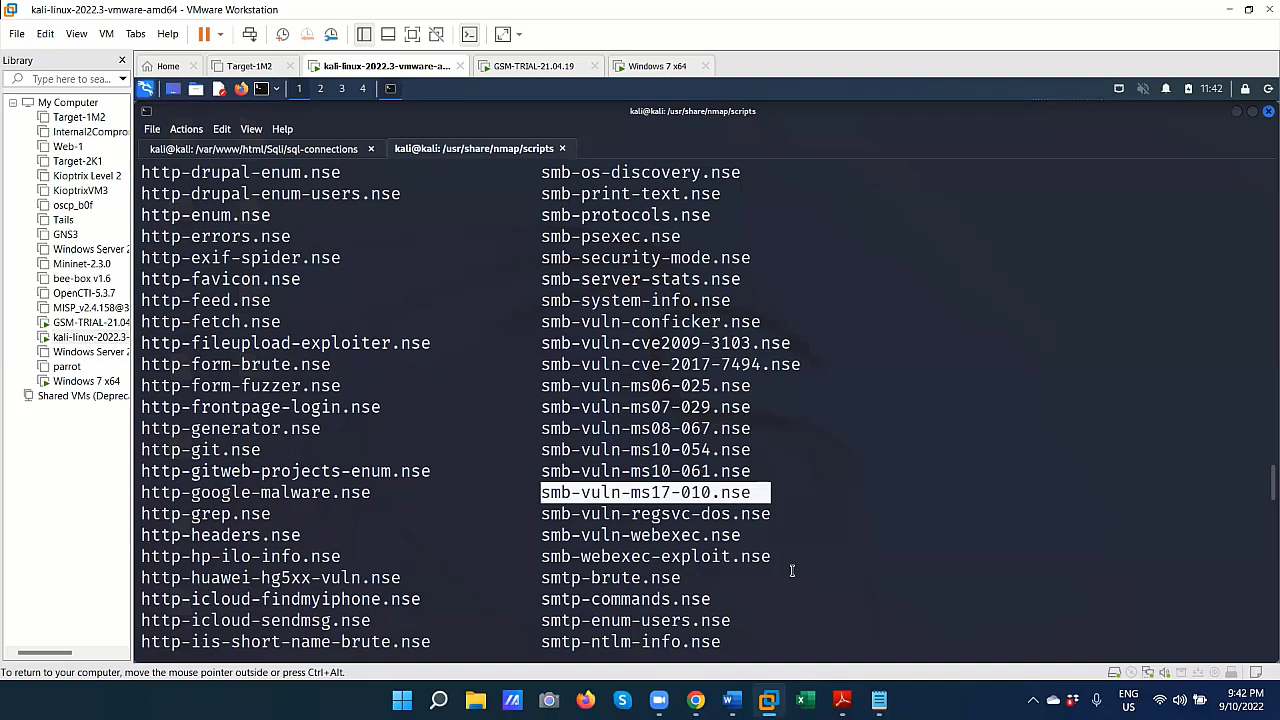 kali-linux-2022.3-vmware-amd64 - VMware Workstation
File Edit View VM Tabs Help
Library
Type here to sea...
My Computer
Target-1M2
Internal2Compro
Web-1
Target-2K1
Kioptrix Level 2
KioptrixVM3
oscp_b0f
Tails
GNS3
Windows Server 2
Mininet-2.3.0
bee-box v1.6
OpenCTI-5.3.7
MISP_v2.4.158@3
GSM-TRIAL-21.04
kali-linux-2022.3-
Windows Server 2
parrot
Windows 7 x64
Shared VMs (Deprec
Home Target-1M2 kali-linux-2022.3-vmware-a... GSM-TRIAL-21.04.19 Windows 7 x64
1 2 3 4 11:42
kali@kali: /usr/share/nmap/scripts
File Actions Edit View Help
kali@kali: /var/www/html/Sqli/sql-connections kali@kali: /usr/share/nmap/scripts
http-drupal-enum.nse smb-os-discovery.nse
http-drupal-enum-users.nse smb-print-text.nse
http-enum.nse smb-protocols.nse
http-errors.nse smb-psexec.nse
http-exif-spider.nse smb-security-mode.nse
http-favicon.nse smb-server-stats.nse
http-feed.nse smb-system-info.nse
http-fetch.nse smb-vuln-conficker.nse
http-fileupload-exploiter.nse smb-vuln-cve2009-3103.nse
http-form-brute.nse smb-vuln-cve-2017-7494.nse
http-form-fuzzer.nse smb-vuln-ms06-025.nse
http-frontpage-login.nse smb-vuln-ms07-029.nse
http-generator.nse smb-vuln-ms08-067.nse
http-git.nse smb-vuln-ms10-054.nse
http-gitweb-projects-enum.nse smb-vuln-ms10-061.nse
http-google-malware.nse smb-vuln-ms17-010.nse
http-grep.nse smb-vuln-regsvc-dos.nse
http-headers.nse smb-vuln-webexec.nse
http-hp-ilo-info.nse smb-webexec-exploit.nse
http-huawei-hg5xx-vuln.nse smtp-brute.nse
http-icloud-findmyiphone.nse smtp-commands.nse
http-icloud-sendmsg.nse smtp-enum-users.nse
http-iis-short-name-brute.nse smtp-ntlm-info.nse
To return to your computer, move the mouse pointer outside or press Ctrl+Alt.
ENG 9:42 PM
US 9/10/2022